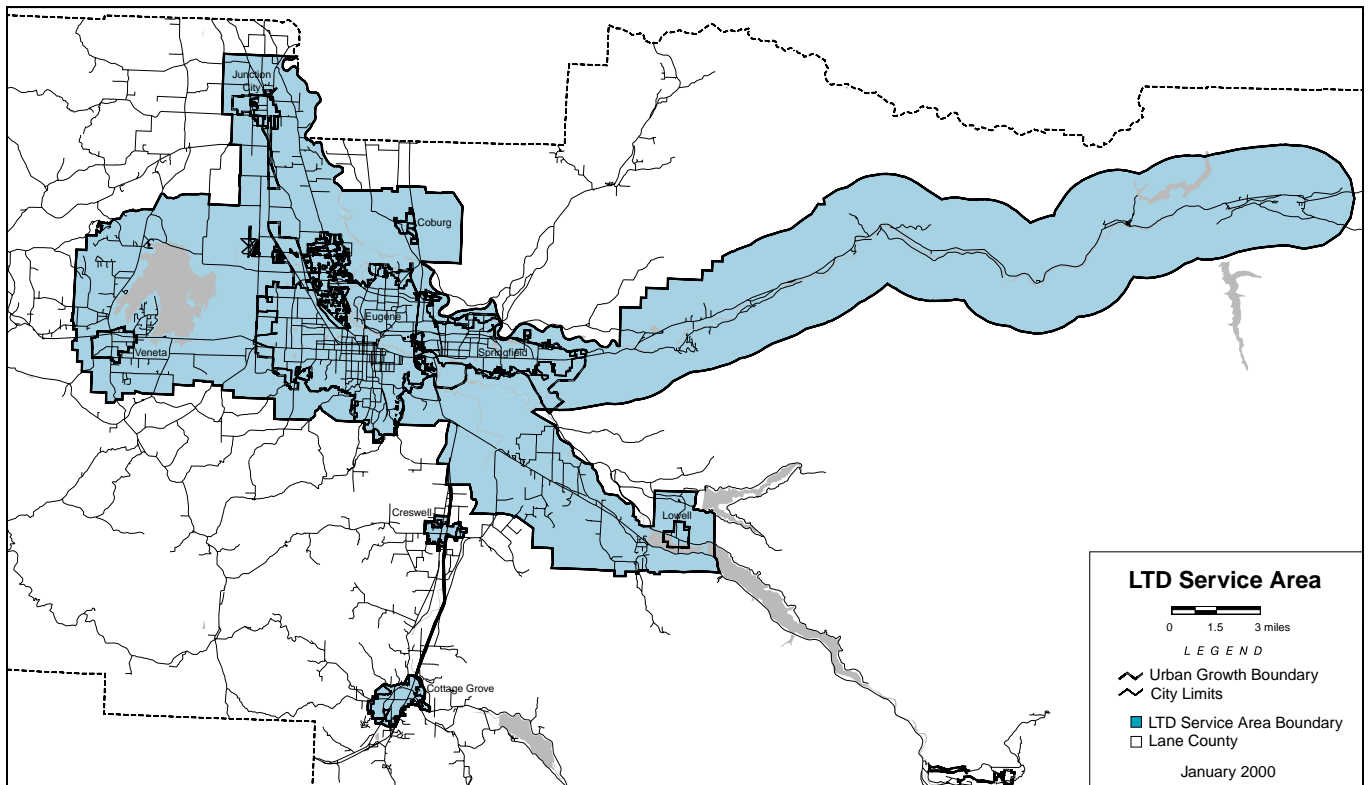 Junction
City
Coburg
Eugene
Springfield
Veneta
Creswell
Lowell
Cottage Grove
LTD Service Area
0 1.5 3 miles
LEGEND
Urban Growth Boundary
City Limits
LTD Service Area Boundary
Lane County
January 2000